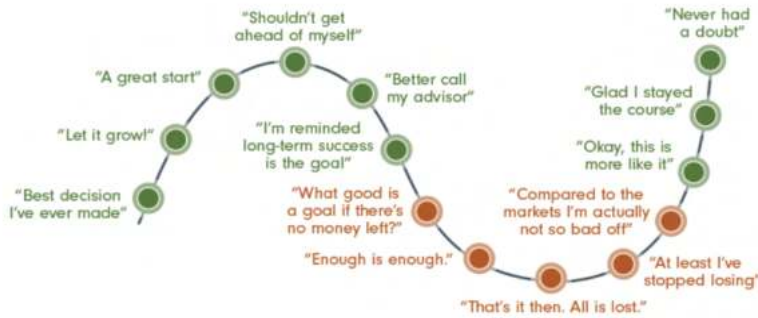 "Best decision
I've ever made"
"Let it grow!"
"A great start"
"Shouldn't get
ahead of myself"
"Better call
my advisor"
"I'm reminded
long-term success
is the goal"
"What good is
a goal if there's
no money left?"
"Enough is enough."
"That's it then. All is lost."
"At least I've
stopped losing"
"Compared to the
markets I'm actually
not so bad off"
"Okay, this is
more like it"
"Glad I stayed
the course"
"Never had
a doubt"